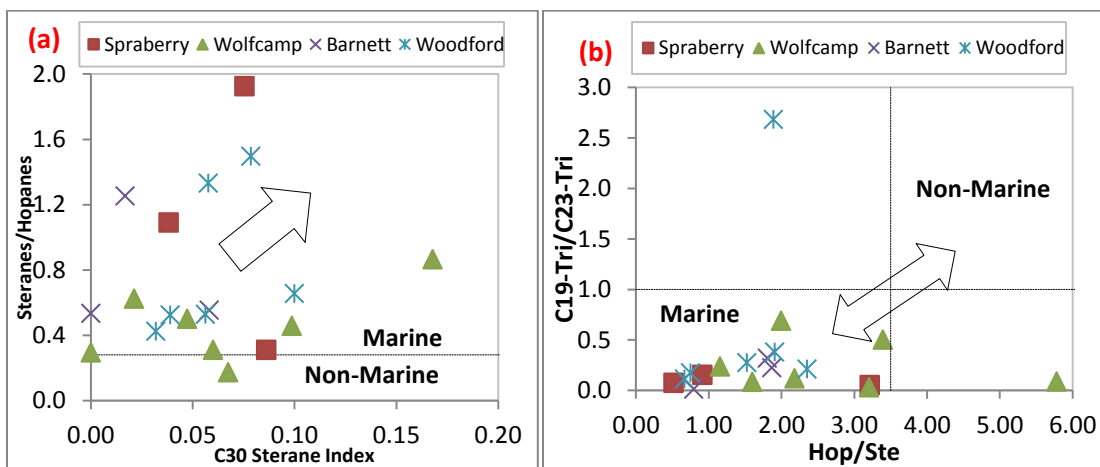 (a)
Spraberry Wolfcamp Barnett Woodford
2.0
1.6
1.2
0.8
0.4
0.0
Steranes/Hopanes
Marine
Non-Marine
0.00 0.05 0.10 0.15 0.20
C30 Sterane Index
(b)
Spraberry Wolfcamp Barnett Woodford
3.0
2.5
2.0
1.5
1.0
0.5
0.0
C19-Tri/C23-Tri
Non-Marine
Marine
0.00 1.00 2.00 3.00 4.00 5.00 6.00
Hop/Ste